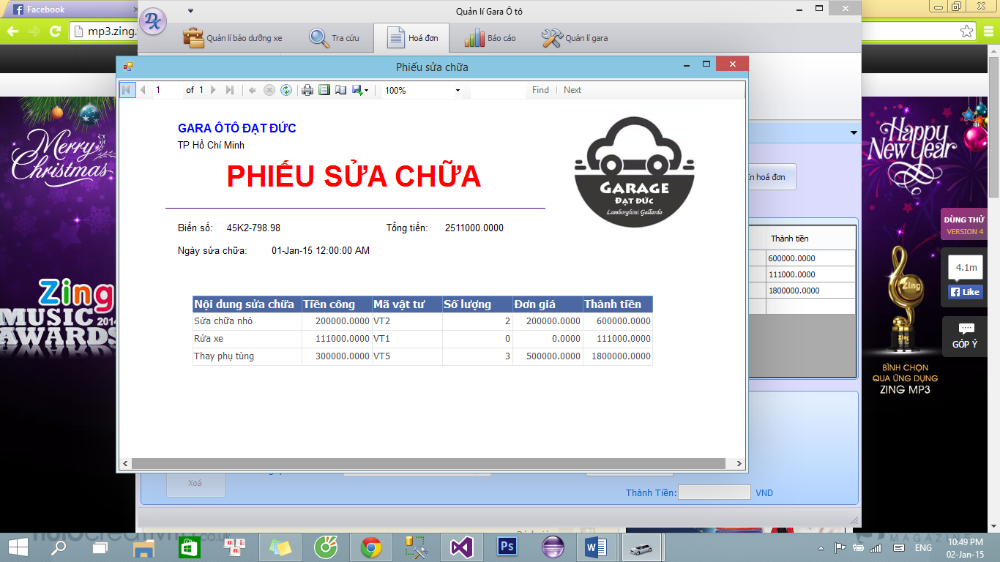 Facebook
Quản lí Gara Ô tô
mp3.zing.
Quản lí bảo dưỡng xe
Tra cứu
Hoá đơn
Báo cáo
Quản lí gara
Phiếu sửa chữa
1 of 1
100%
Find | Next
GARA ÔTÔ ĐẠT ĐỨC
TP Hồ Chí Minh
PHIẾU SỬA CHỮA
GARAGE
ĐẠT ĐỨC
Lamborghini Gallardo
Biển số: 45K2-798.98 Tổng tiền: 2511000.0000
Ngày sửa chữa: 01-Jan-15 12:00:00 AM
Nội dung sửa chữa Tiền công Mã vật tư Số lượng Đơn giá Thành tiền
Sửa chữa nhỏ 200000.0000 VT2 2 200000.0000 600000.0000
Rửa xe 111000.0000 VT1 0 0.0000 111000.0000
Thay phụ tùng 300000.0000 VT5 3 500000.0000 1800000.0000
hoá đơn
Thành tiền
600000.0000
111000.0000
1800000.0000
Xoá
Thành Tiền: VND
Merry
Christmas
Zing
MUSIC 2014
AWARDS
Happy
New Year
DÙNG THỬ
VERSION 4
4.1m
Like
GÓP Ý
Zing
BÌNH CHỌN
QUA ỨNG DỤNG
ZING MP3
MAGAZINE
ENG
10:49 PM
02-Jan-15